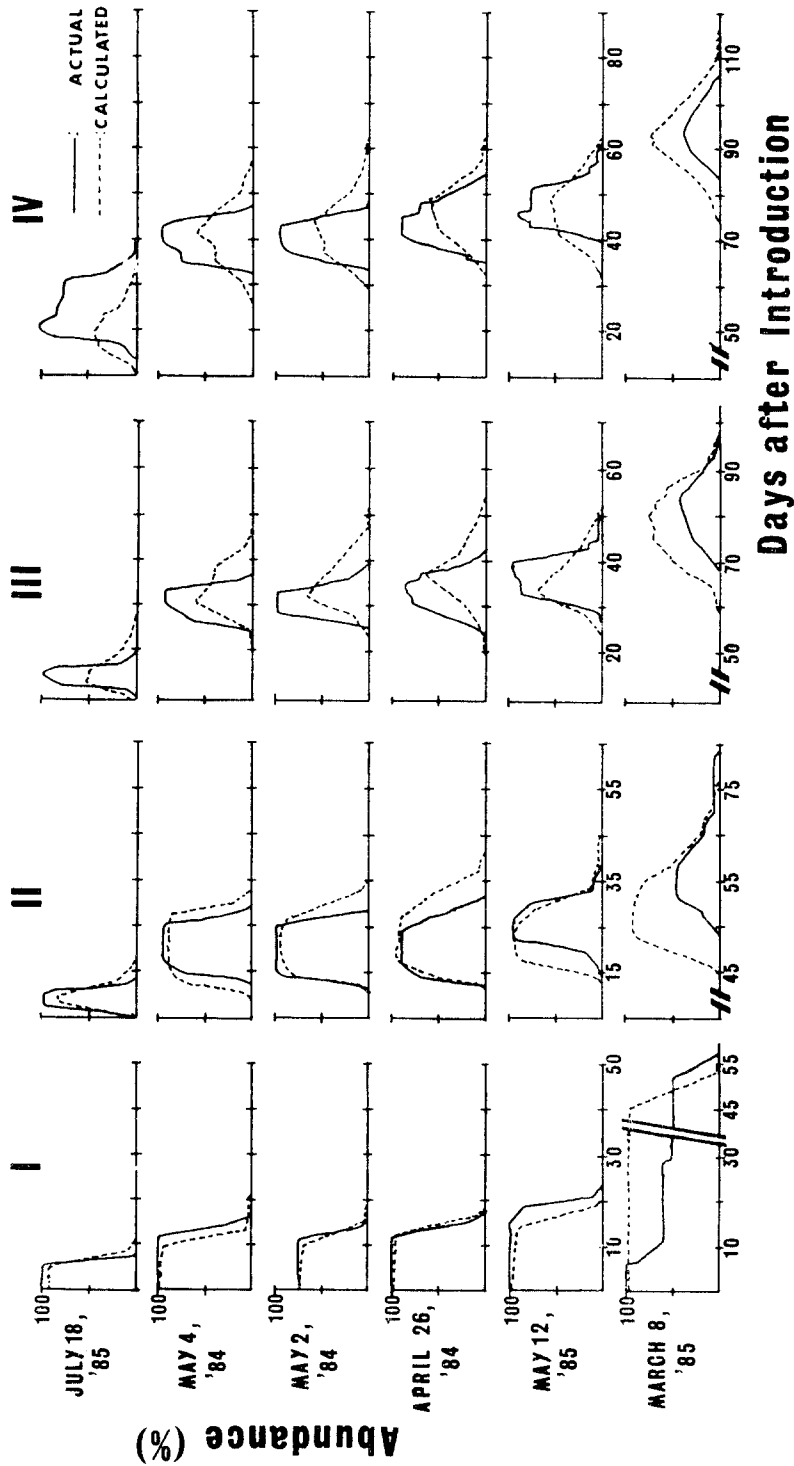 I II III IV
ACTUAL
CALCULATED
Abundance (%)
JULY 18, '85
100
MAY 4, '84
100
MAY 2, '84
100
APRIL 26, '84
100
MAY 12, '85
100
10 30 50
15 35 55
20 40 60
20 40 60 80
MARCH 8, '85
100
10 30 45 55
45 55 75
50 70 90
50 70 90 110
Days after Introduction